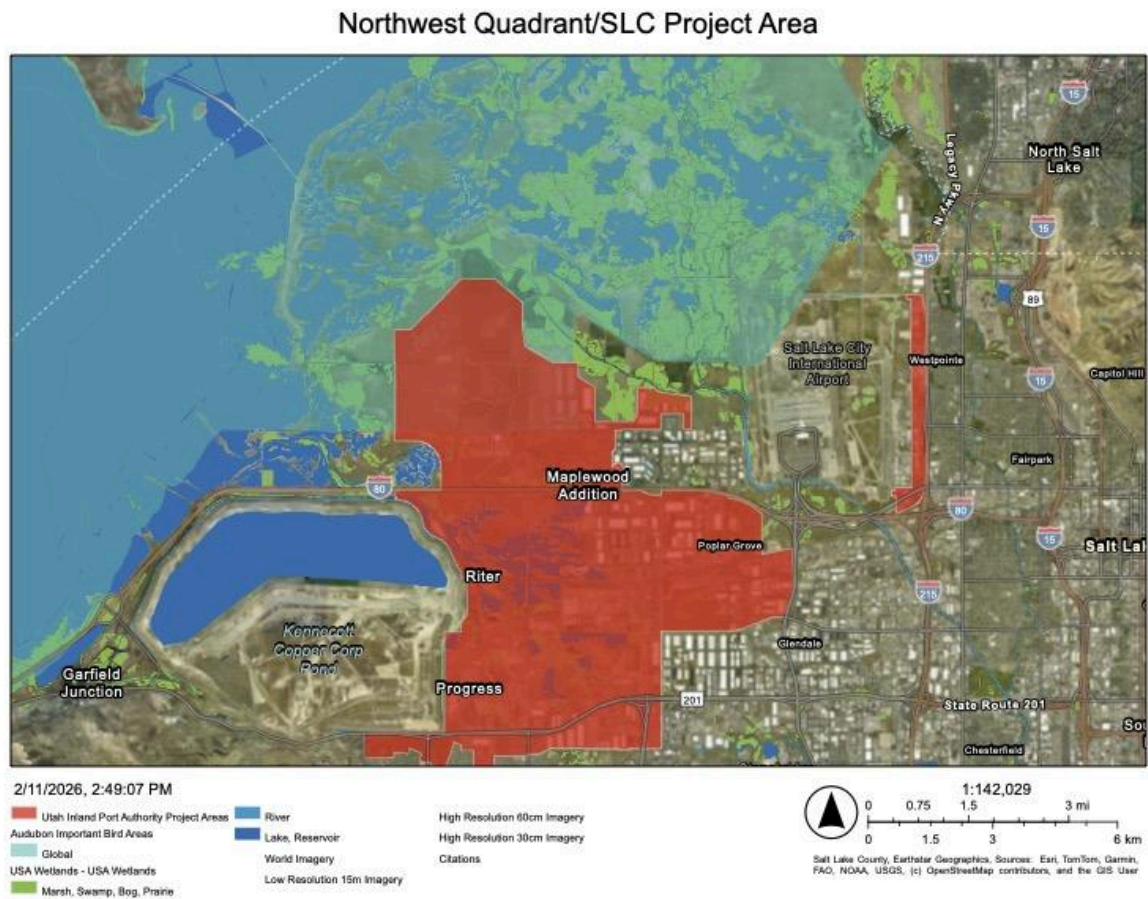 Northwest Quadrant/SLC Project Area
15
North Salt
Lake
Legacy Pkwy N
15
215
89
Salt Lake City
International
Airport
Westpointe
Capitol Hill
15
Fairpark
Maplewood
Addition
80
80
Poplar Grove
15
Salt Lak
Riter
215
Kennecott
Copper Corp
Pond
Glendale
Garfield
Junction
Progress
201
State Route 201
Sou
Chesterfield
2/11/2026, 2:49:07 PM
Utah Inland Port Authority Project Areas
Audubon Important Bird Areas
Global
USA Wetlands - USA Wetlands
Marsh, Swamp, Bog, Prairie
River
Lake, Reservoir
World Imagery
Low Resolution 15m Imagery
High Resolution 60cm Imagery
High Resolution 30cm Imagery
Citations
1:142,029
0 0.75 1.5 3 mi
0 1.5 3 6 km
Salt Lake County, Earthstar Geographics, Sources: Esri, TomTom, Garmin,
FAO, NOAA, USGS, (c) OpenStreetMap contributors, and the GIS User